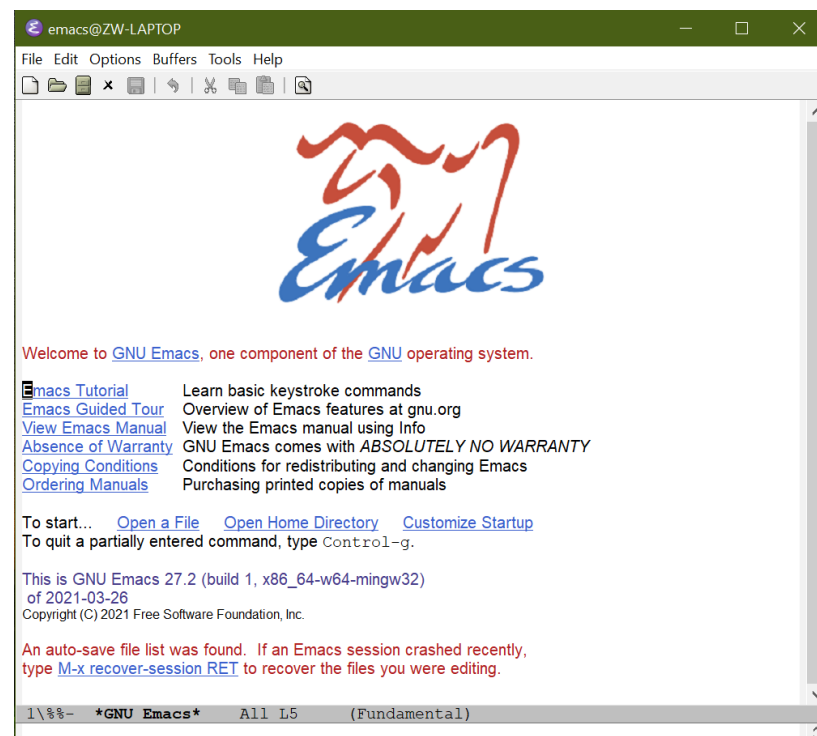 emacs@ZW-LAPTOP
File Edit Options Buffers Tools Help
Emacs
Welcome to GNU Emacs, one component of the GNU operating system.
Emacs Tutorial Learn basic keystroke commands
Emacs Guided Tour Overview of Emacs features at gnu.org
View Emacs Manual View the Emacs manual using Info
Absence of Warranty GNU Emacs comes with ABSOLUTELY NO WARRANTY
Copying Conditions Conditions for redistributing and changing Emacs
Ordering Manuals Purchasing printed copies of manuals
To start... Open a File Open Home Directory Customize Startup
To quit a partially entered command, type Control-g.
This is GNU Emacs 27.2 (build 1, x86_64-w64-mingw32)
of 2021-03-26
Copyright (C) 2021 Free Software Foundation, Inc.
An auto-save file list was found. If an Emacs session crashed recently,
type M-x recover-session RET to recover the files you were editing.
1\%%- *GNU Emacs* All L5 (Fundamental)